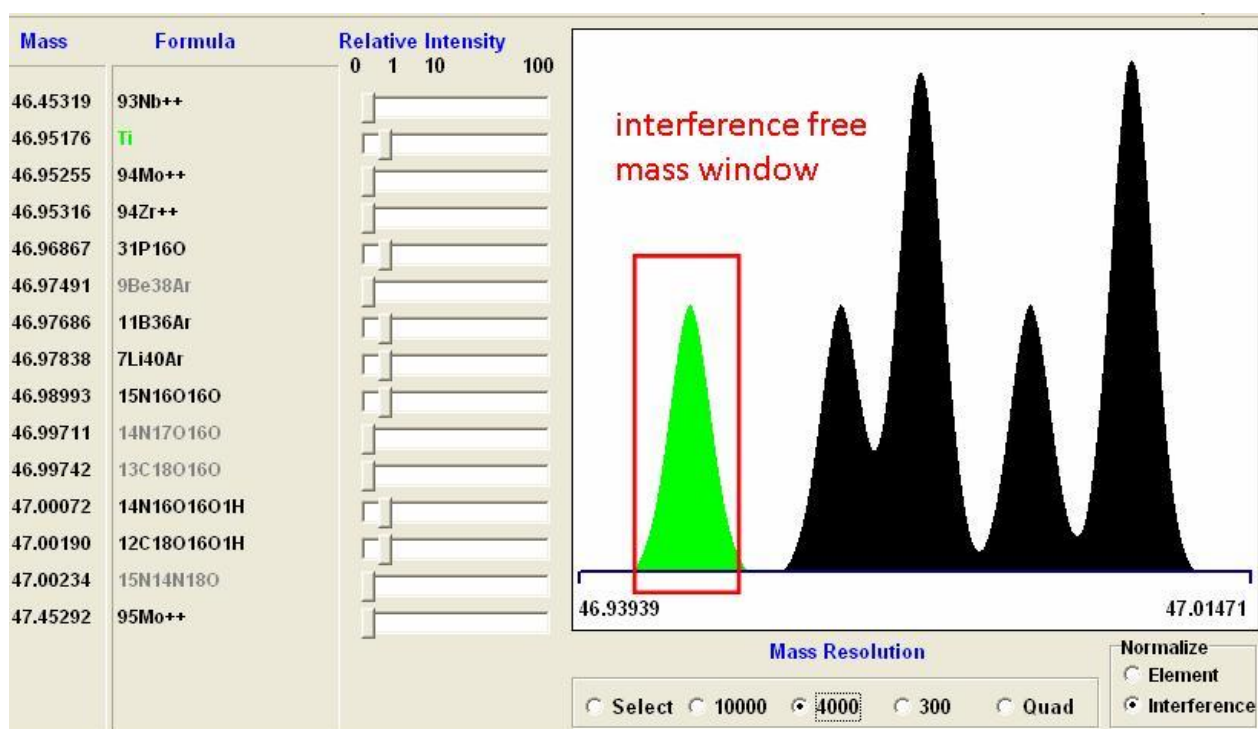 Mass Formula Relative Intensity
0 1 10 100
46.45319 93Nb++
46.95176 Ti
46.95255 94Mo++
46.95316 94Zr++
46.96867 31P16O
46.97491 9Be38Ar
46.97686 11B36Ar
46.97838 7Li40Ar
46.98993 15N16O16O
46.99711 14N17O16O
46.99742 13C18O16O
47.00072 14N16O16O1H
47.00190 12C18O16O1H
47.00234 15N14N18O
47.45292 95Mo++
interference free
mass window
46.93939 47.01471
Mass Resolution
Select 10000 4000 300 Quad
Normalize
Element
Interference